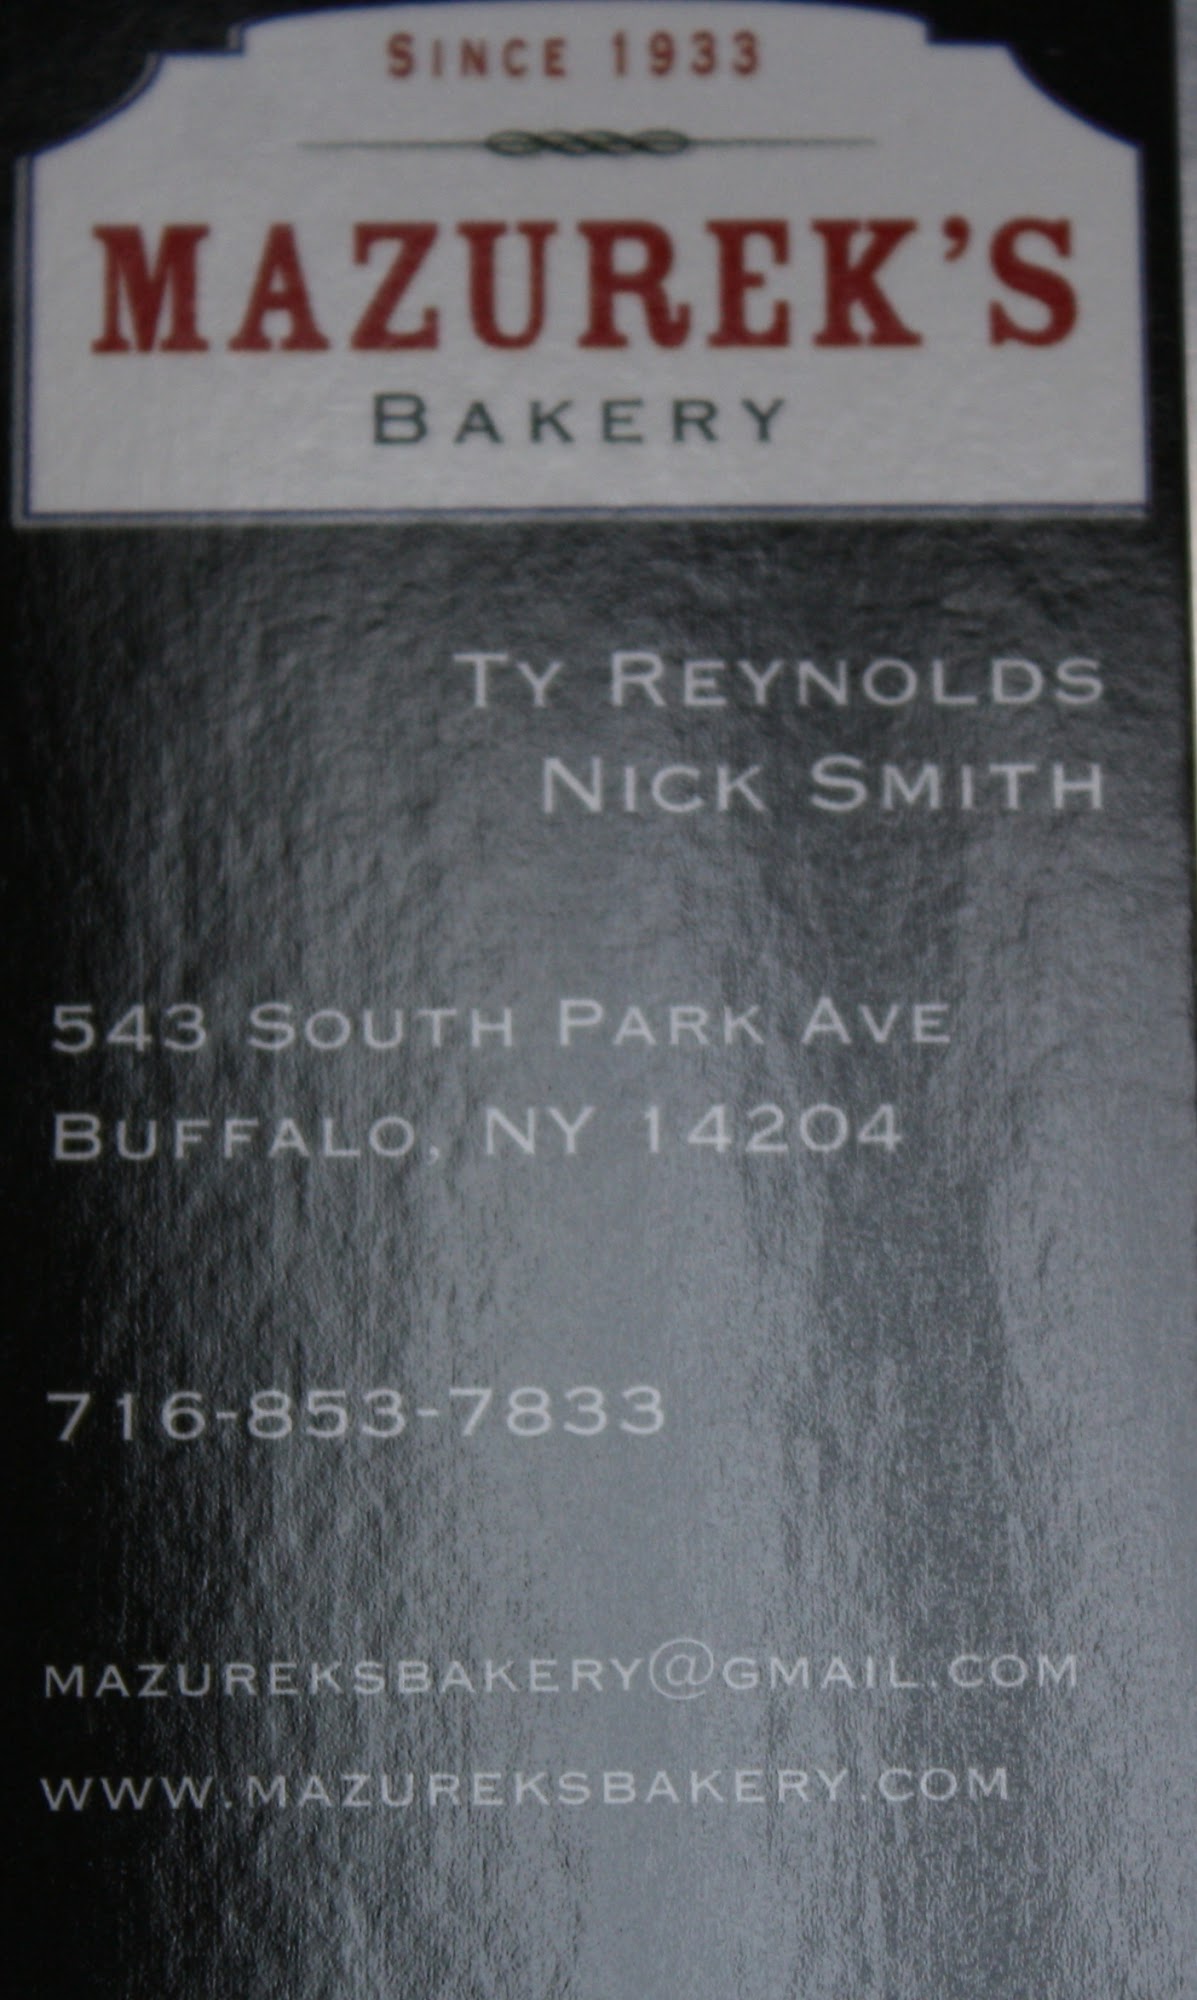 SINCE 1933
MAZUREK'S
BAKERY
TY REYNOLDS
NICK SMITH
543 SOUTH PARK AVE
BUFFALO, NY 14204
716-853-7833
MAZUREKSBAKERY@GMAIL.COM
WWW.MAZUREKSBAKERY.COM